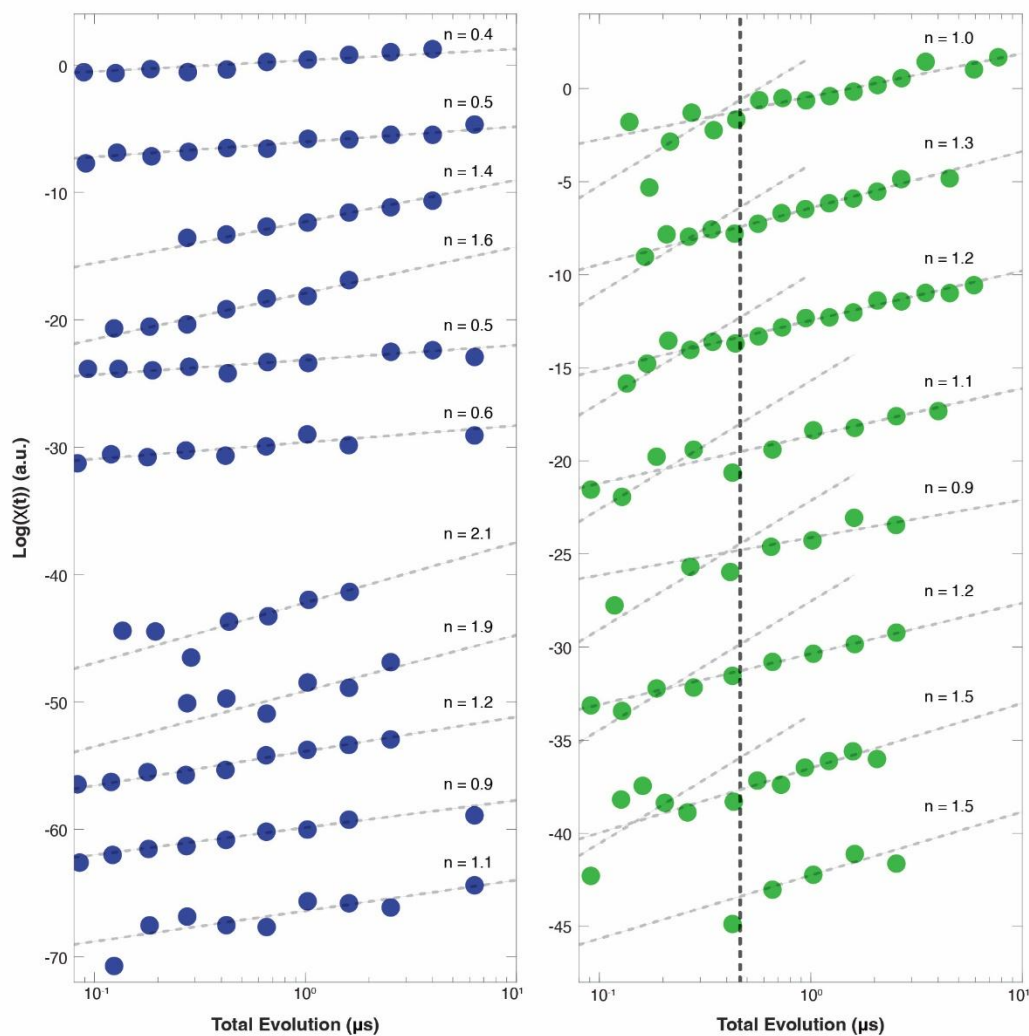 Log(X(t)) (a.u.)
0
-10
-20
-30
-40
-50
-60
-70
n = 0.4
n = 0.5
n = 1.4
n = 1.6
n = 0.5
n = 0.6
n = 2.1
n = 1.9
n = 1.2
n = 0.9
n = 1.1
10⁻¹ 10⁰ 10¹
Total Evolution (μs)
0
-5
-10
-15
-20
-25
-30
-35
-40
-45
n = 1.0
n = 1.3
n = 1.2
n = 1.1
n = 0.9
n = 1.2
n = 1.5
n = 1.5
10⁻¹ 10⁰ 10¹
Total Evolution (μs)